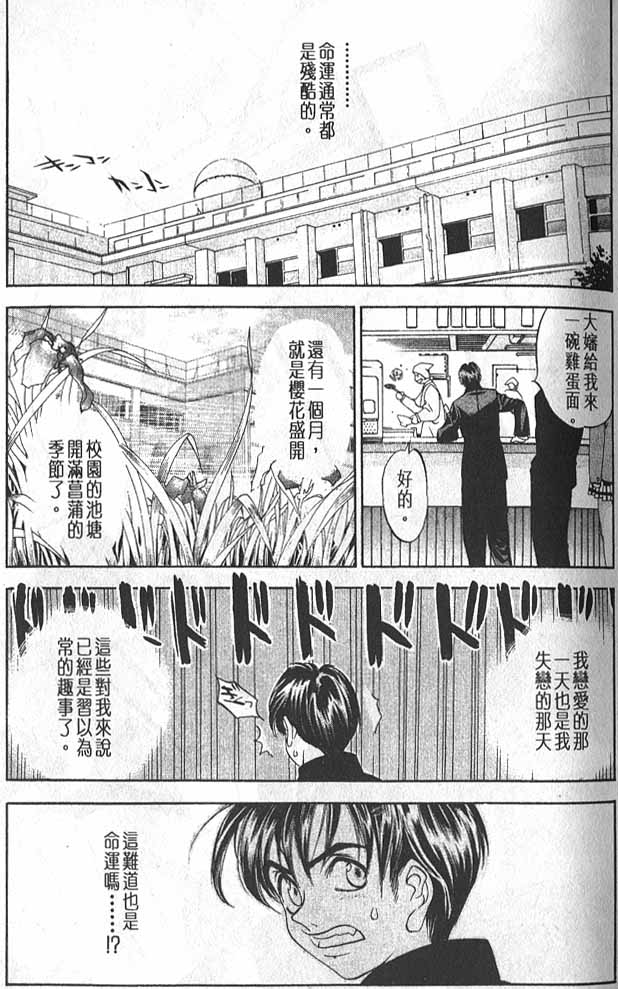 ⋯⋯⋯⋯
命運通常都
是殘酷的。
キンコン
カンコン
大嬸給我來
一碗雞蛋面。
好的。
還有一個月，
就是櫻花盛開
校園的池塘
開滿菖蒲的
季節了。
ドドドドドドド
我戀愛的那
一天也是我
失戀的那天
這些對我來說
已經是習以為
常的趣事了。
這難道也是
命運嗎⋯⋯⋯!?